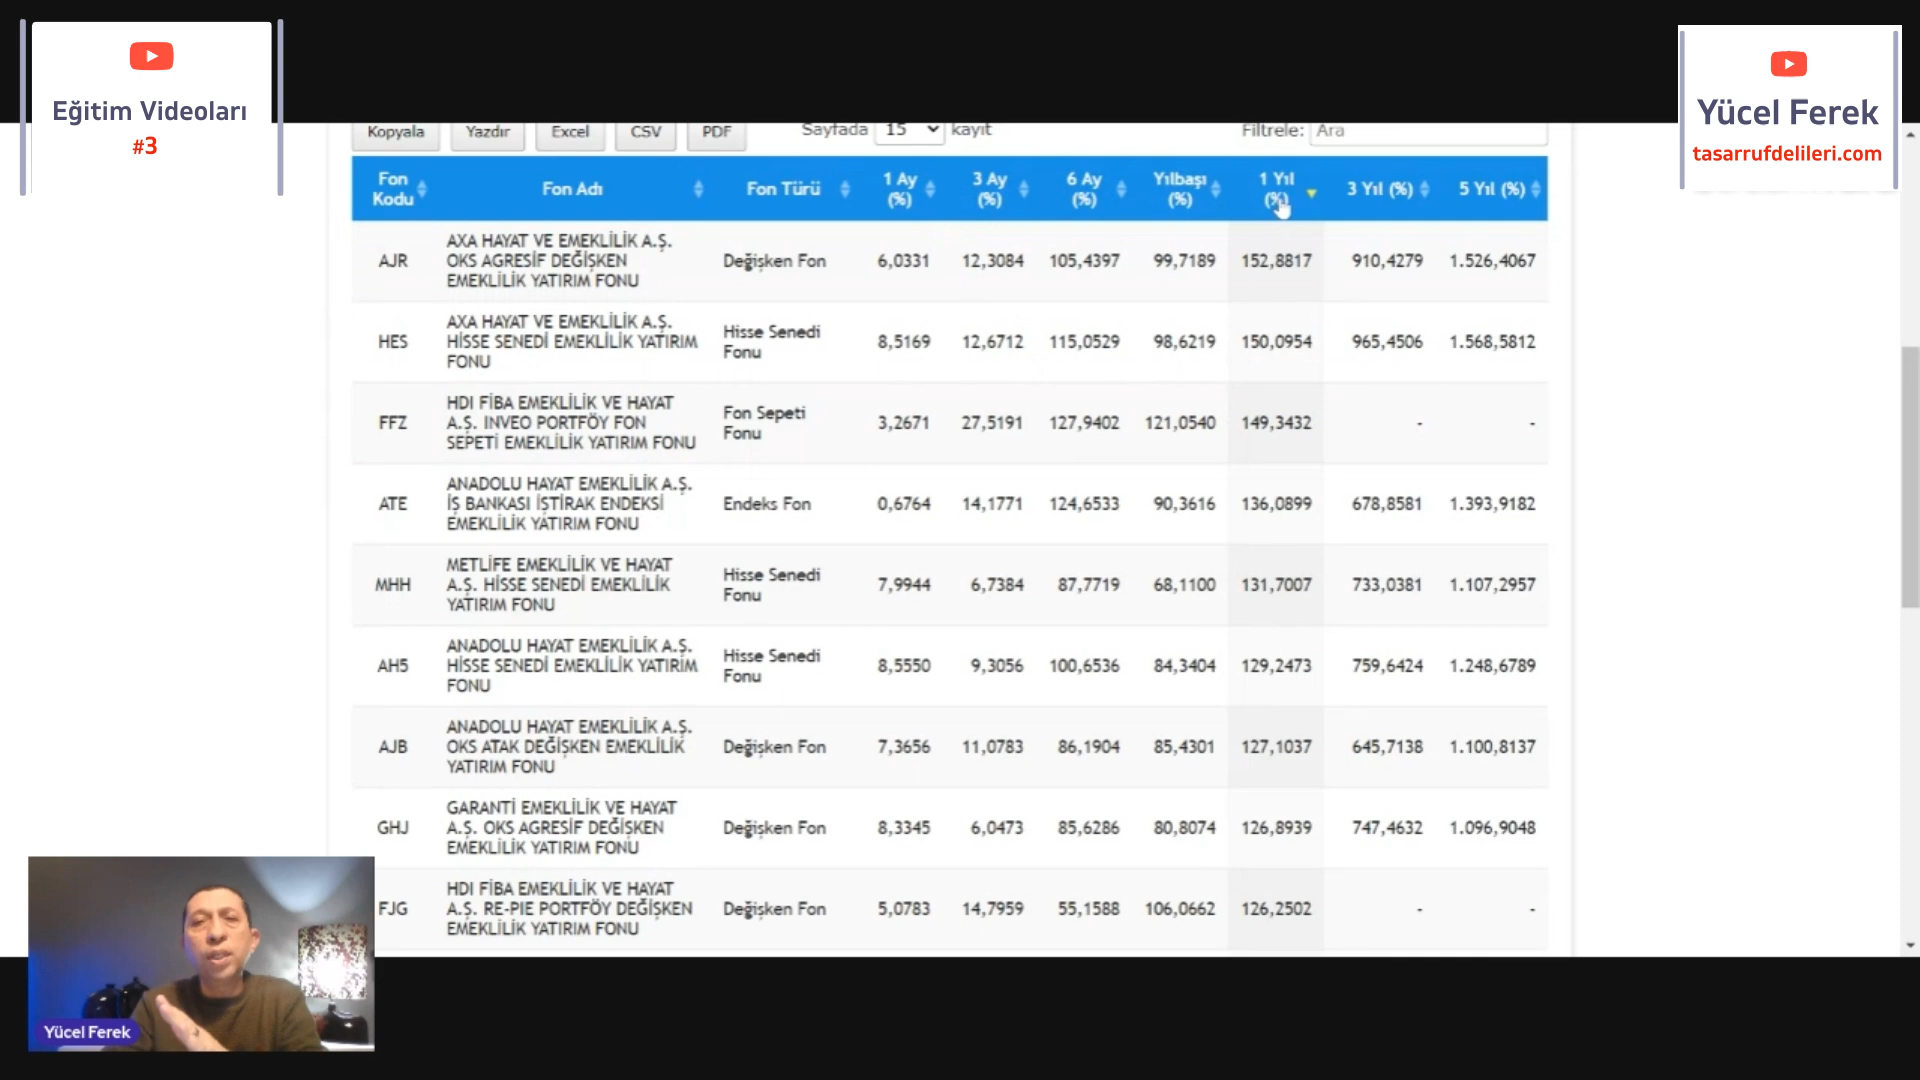 Eğitim Videoları
#3
Yücel Ferek
tasarrufdelileri.com
Kopyala Yazdır Excel CSV PDF Sayfada 15 kayıt Filtrele: Ara
Fon Kodu Fon Adı Fon Türü 1 Ay (%) 3 Ay (%) 6 Ay (%) Yılbaşı (%) 1 Yıl (%) 3 Yıl (%) 5 Yıl (%)
AXA HAYAT VE EMEKLİLİK A.Ş.
AJR OKS AGRESİF DEĞİŞKEN Değişken Fon 6,0331 12,3084 105,4397 99,7189 152,8817 910,4279 1.526,4067
EMEKLİLİK YATIRIM FONU
AXA HAYAT VE EMEKLİLİK A.Ş.
HES HİSSE SENEDİ EMEKLİLİK YATIRIM Hisse Senedi Fonu 8,5169 12,6712 115,0529 98,6219 150,0954 965,4506 1.568,5812
FONU
HDI FİBA EMEKLİLİK VE HAYAT
FFZ A.Ş. INVEO PORTFÖY FON Fon Sepeti Fonu 3,2671 27,5191 127,9402 121,0540 149,3432 - -
SEPETİ EMEKLİLİK YATIRIM FONU
ANADOLU HAYAT EMEKLİLİK A.Ş.
ATE İŞ BANKASI İŞTİRAK ENDEKSİ Endeks Fon 0,6764 14,1771 124,6533 90,3616 136,0899 678,8581 1.393,9182
EMEKLİLİK YATIRIM FONU
METLİFE EMEKLİLİK VE HAYAT
MHH A.Ş. HİSSE SENEDİ EMEKLİLİK Hisse Senedi Fonu 7,9944 6,7384 87,7719 68,1100 131,7007 733,0381 1.107,2957
YATIRIM FONU
ANADOLU HAYAT EMEKLİLİK A.Ş.
AH5 HİSSE SENEDİ EMEKLİLİK YATIRIM Hisse Senedi Fonu 8,5550 9,3056 100,6536 84,3404 129,2473 759,6424 1.248,6789
FONU
ANADOLU HAYAT EMEKLİLİK A.Ş.
AJB OKS ATAK DEĞİŞKEN EMEKLİLİK Değişken Fon 7,3656 11,0783 86,1904 85,4301 127,1037 645,7138 1.100,8137
YATIRIM FONU
GARANTİ EMEKLİLİK VE HAYAT
GHJ A.Ş. OKS AGRESİF DEĞİŞKEN Değişken Fon 8,3345 6,0473 85,6286 80,8074 126,8939 747,4632 1.096,9048
EMEKLİLİK YATIRIM FONU
HDI FİBA EMEKLİLİK VE HAYAT
FJG A.Ş. RE-PIE PORTFÖY DEĞİŞKEN Değişken Fon 5,0783 14,7959 55,1588 106,0662 126,2502 - -
EMEKLİLİK YATIRIM FONU
Yücel Ferek